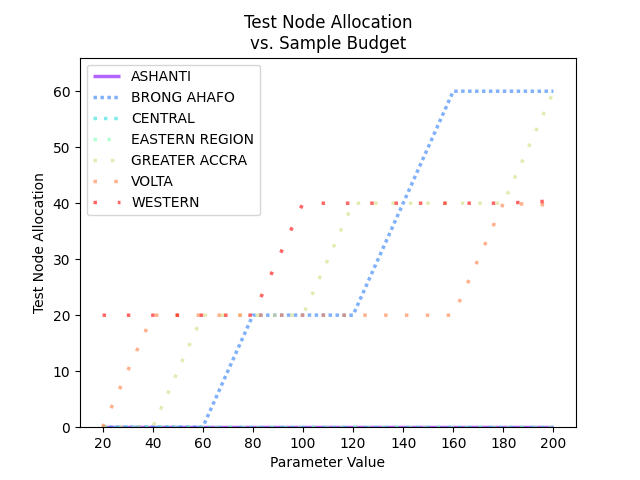 Test Node Allocation
vs. Sample Budget
ASHANTI
BRONG AHAFO
CENTRAL
EASTERN REGION
GREATER ACCRA
VOLTA
WESTERN
Test Node Allocation
60
50
40
30
20
10
0
20 40 60 80 100 120 140 160 180 200
Parameter Value